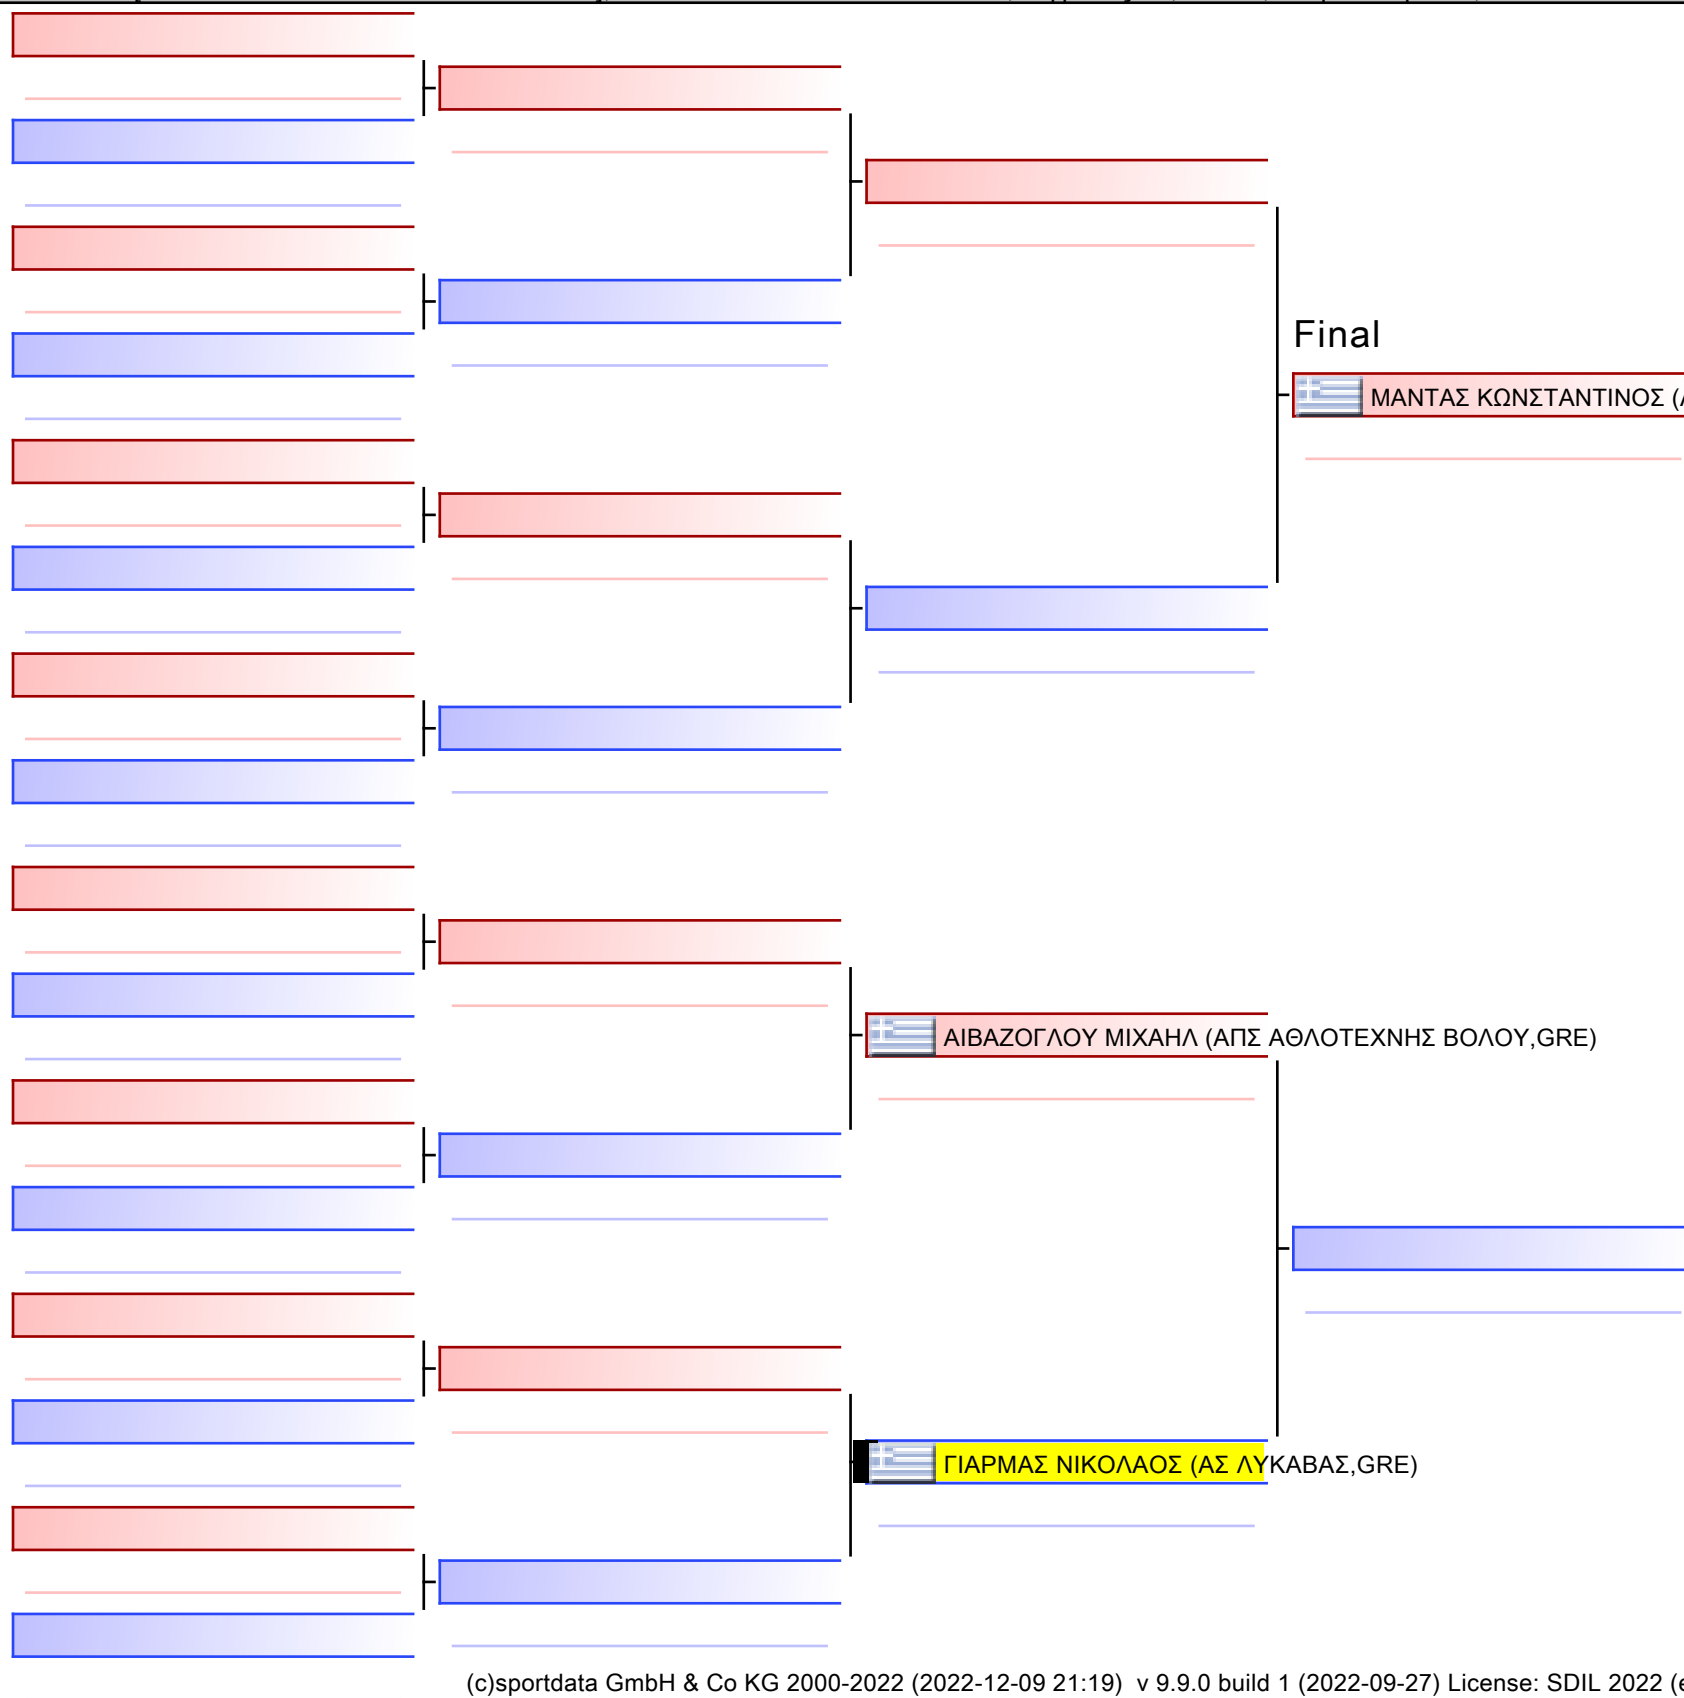 Final
ΜΑΝΤΑΣ ΚΩΝΣΤΑΝΤΙΝΟΣ (
ΑΙΒΑΖΟΓΛΟΥ ΜΙΧΑΗΛ (ΑΠΣ ΑΘΛΟΤΕΧΝΗΣ ΒΟΛΟΥ,GRE)
ΓΙΑΡΜΑΣ ΝΙΚΟΛΑΟΣ (ΑΣ ΛΥΚΑΒΑΣ,GRE)
(c)sportdata GmbH & Co KG 2000-2022 (2022-12-09 21:19) v 9.9.0 build 1 (2022-09-27) License: SDIL 2022 (